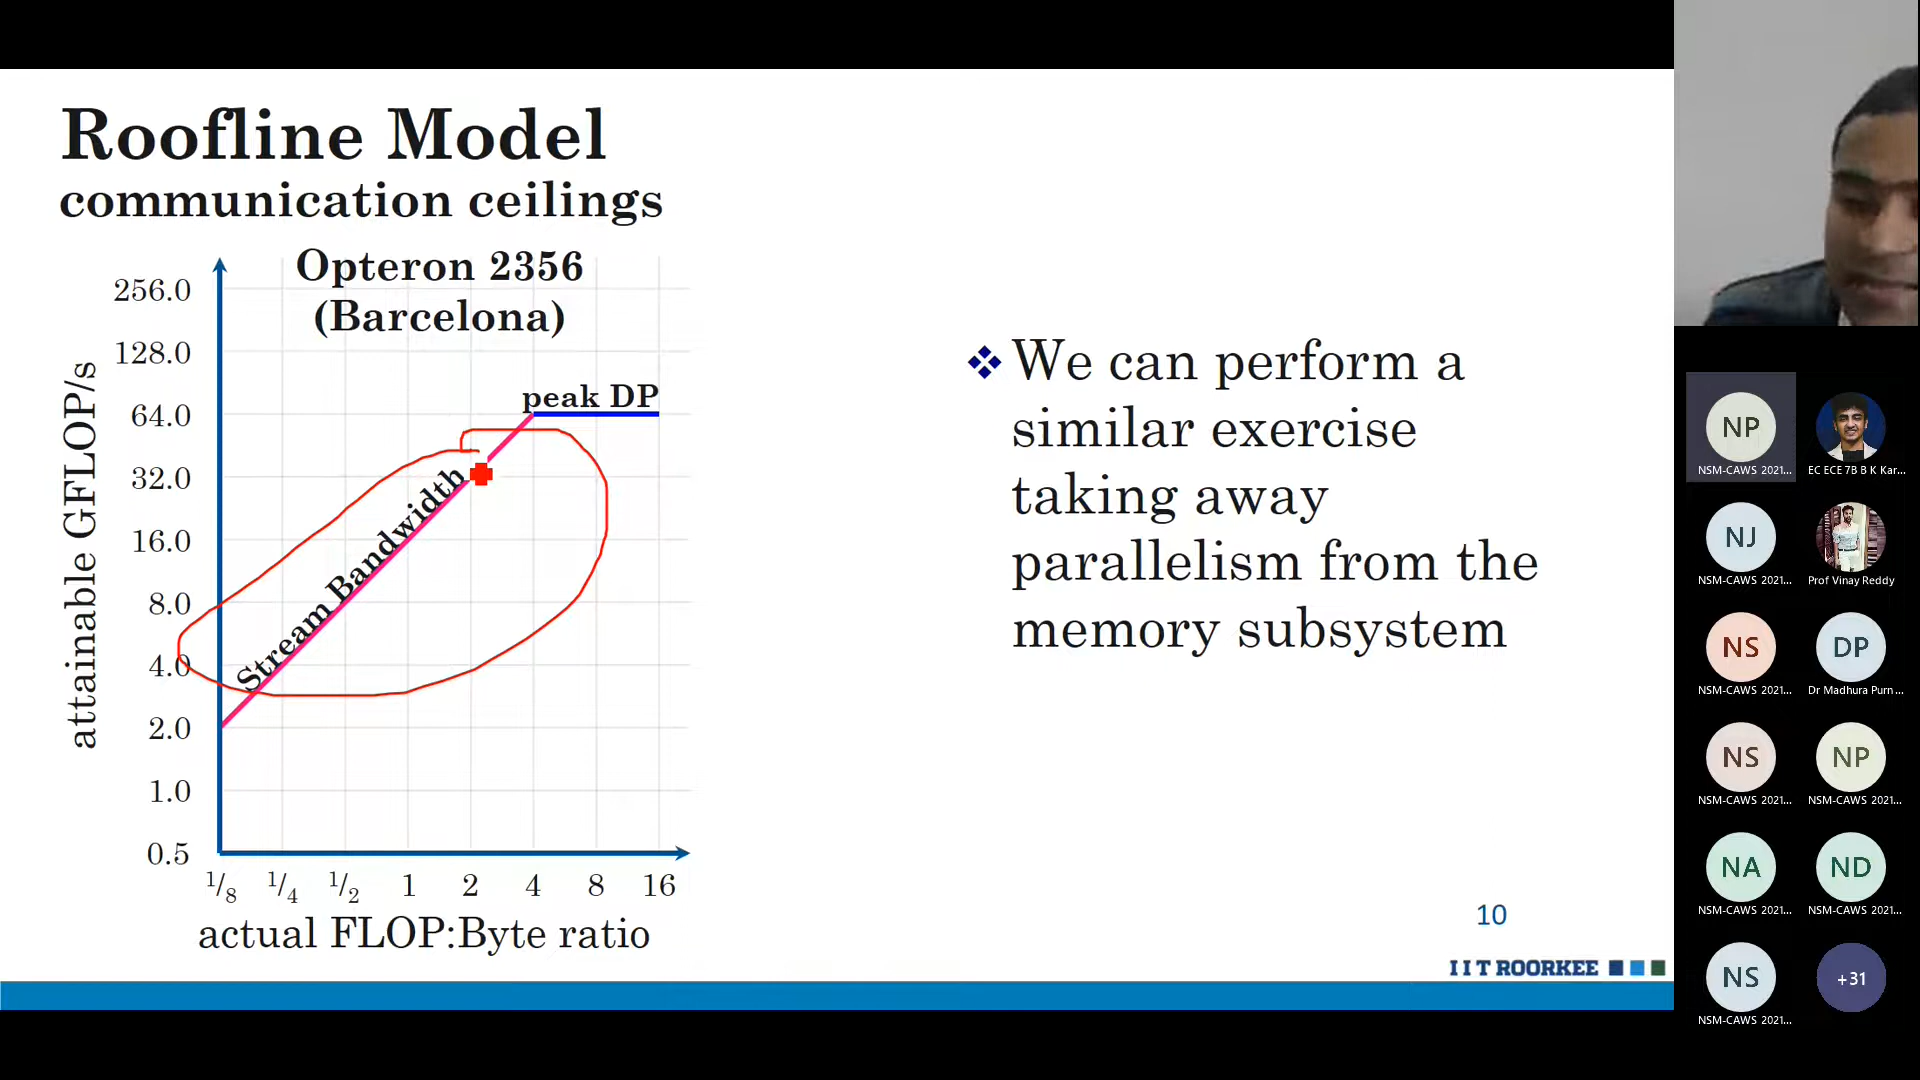 Roofline Model
communication ceilings
Opteron 2356
(Barcelona)
attainable GFLOP/s
256.0
128.0
64.0
32.0
16.0
8.0
4.0
2.0
1.0
0.5
peak DP
Stream Bandwidth
1/8 1/4 1/2 1 2 4 8 16
actual FLOP:Byte ratio
❖ We can perform a
similar exercise
taking away
parallelism from the
memory subsystem
10
IIT ROORKEE
NP
NSM-CAWS 2021...
EC ECE 7B B K Kar...
NJ
NSM-CAWS 2021...
Prof Vinay Reddy
NS
NSM-CAWS 2021...
DP
Dr Madhura Purn...
NS
NSM-CAWS 2021...
NP
NSM-CAWS 2021...
NA
NSM-CAWS 2021...
ND
NSM-CAWS 2021...
NS
NSM-CAWS 2021...
+31